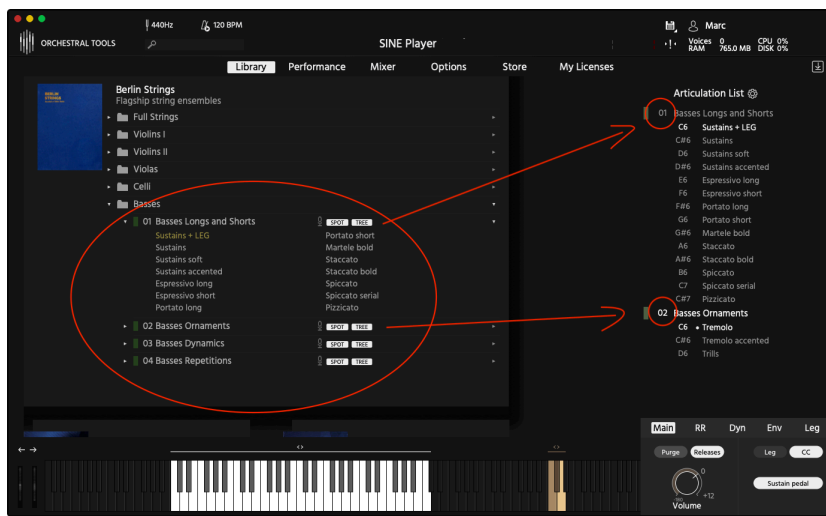 440Hz 120 BPM Marc
ORCHESTRAL TOOLS SINE Player Voices 0 CPU 0%
RAM 765.0 MB DISK 0%
Library Performance Mixer Options Store My Licenses
BERLIN
STRINGS
Berlin Strings
Flagship string ensembles
Full Strings
Violins I
Violins II
Violas
Celli
Basses
01 Basses Longs and Shorts SPOT TREE
Sustains + LEG Portato short
Sustains Martele bold
Sustains soft Staccato
Sustains accented Staccato bold
Espressivo long Spiccato
Espressivo short Spiccato serial
Portato long Pizzicato
02 Basses Ornaments SPOT TREE
03 Basses Dynamics SPOT TREE
04 Basses Repetitions SPOT TREE
Articulation List
01 Basses Longs and Shorts
C6 Sustains + LEG
C#6 Sustains
D6 Sustains soft
D#6 Sustains accented
E6 Espressivo long
F6 Espressivo short
F#6 Portato long
G6 Portato short
G#6 Martele bold
A6 Staccato
A#6 Staccato bold
B6 Spiccato
C7 Spiccato serial
C#7 Pizzicato
02 Basses Ornaments
C6 • Tremolo
C#6 Tremolo accented
D6 Trills
Main RR Dyn Env Leg
Purge Releases Leg CC
0
Sustain pedal
+12
Volume